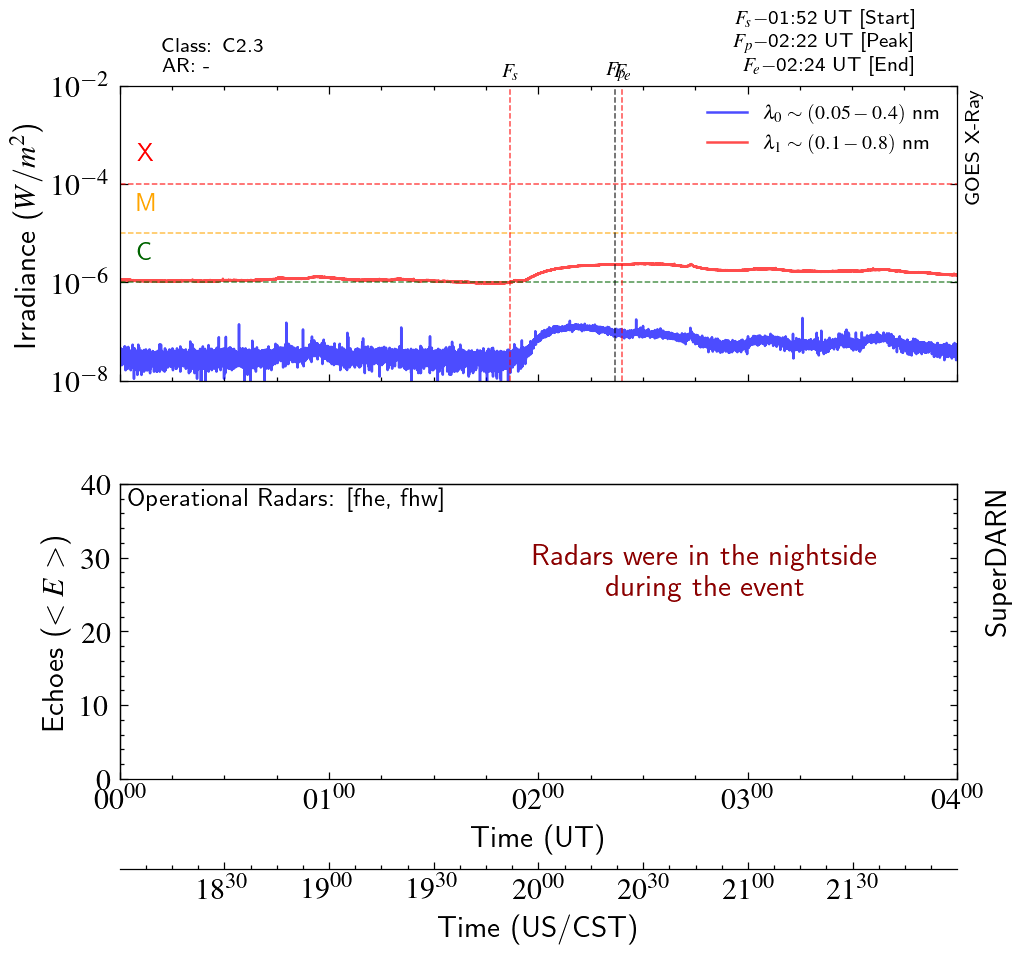 Class: C2.3
AR: -
Fₛ−01:52 UT [Start]
Fₚ−02:22 UT [Peak]
Fₑ−02:24 UT [End]
Fₛ
Fₚ
Fₑ
10⁻²
10⁻⁴
10⁻⁶
10⁻⁸
Irradiance (W/m²)
X
M
C
λ₀ ∼ (0.05 − 0.4) nm
λ₁ ∼ (0.1 − 0.8) nm
GOES X-Ray
Operational Radars: [fhe, fhw]
Radars were in the nightside
during the event
40
30
20
10
0
Echoes (< E >)
SuperDARN
00⁰⁰ 01⁰⁰ 02⁰⁰ 03⁰⁰ 04⁰⁰
Time (UT)
18³⁰ 19⁰⁰ 19³⁰ 20⁰⁰ 20³⁰ 21⁰⁰ 21³⁰
Time (US/CST)